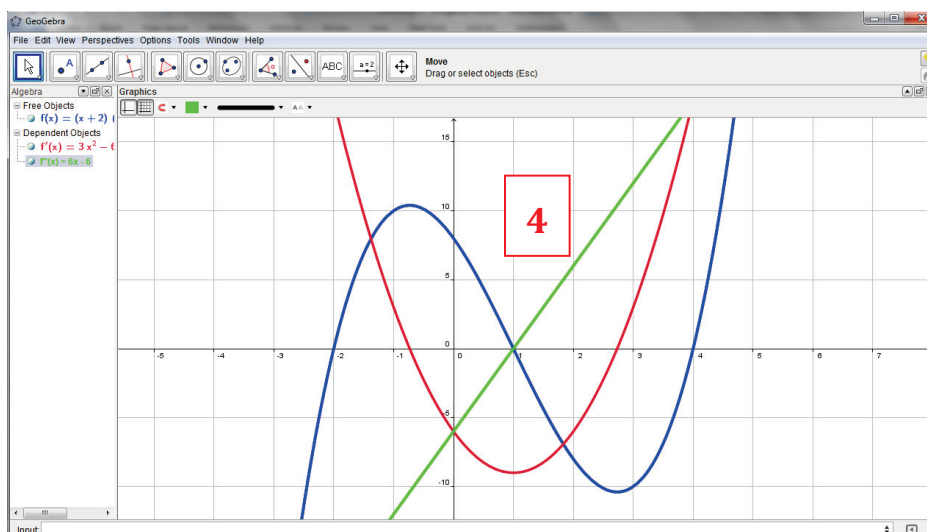 GeoGebra
File Edit View Perspectives Options Tools Window Help
ABC
a=2
Move
Drag or select objects (Esc)
Algebra
Graphics
Free Objects
f(x) = (x + 2) (
Dependent Objects
f'(x) = 3 x² - 6
f''(x) = 6x - 6
AA
15
10
5
0
-5
-10
-5 -4 -3 -2 -1 0 1 2 3 4 5 6 7
4
Input: